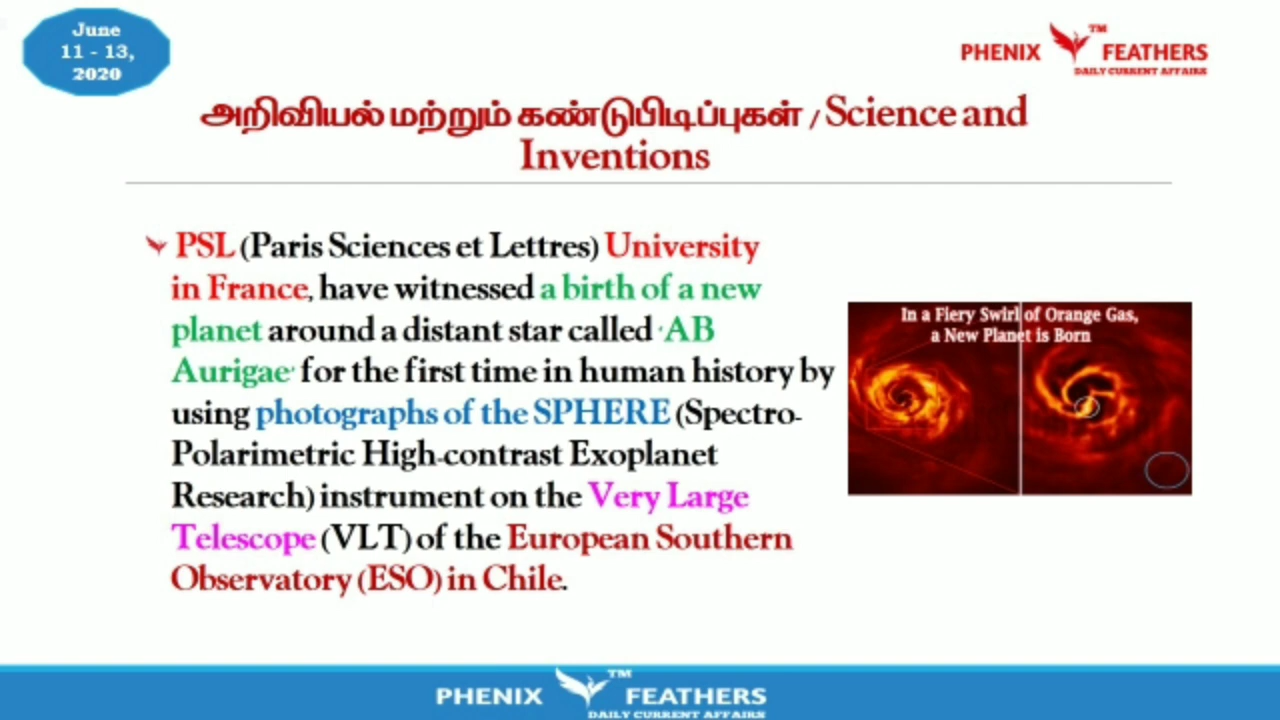 June
11 - 13,
2020
PHENIX FEATHERS
TM
DAILY CURRENT AFFAIRS
அறிவியல் மற்றும் கண்டுபிடிப்புகள் / Science and
Inventions
PSL (Paris Sciences et Lettres) University
in France, have witnessed a birth of a new
planet around a distant star called 'AB
Aurigae' for the first time in human history by
using photographs of the SPHERE (Spectro-
Polarimetric High-contrast Exoplanet
Research) instrument on the Very Large
Telescope (VLT) of the European Southern
Observatory (ESO) in Chile.
In a Fiery Swirl of Orange Gas,
a New Planet is Born
PHENIX FEATHERS
TM
DAILY CURRENT AFFAIRS